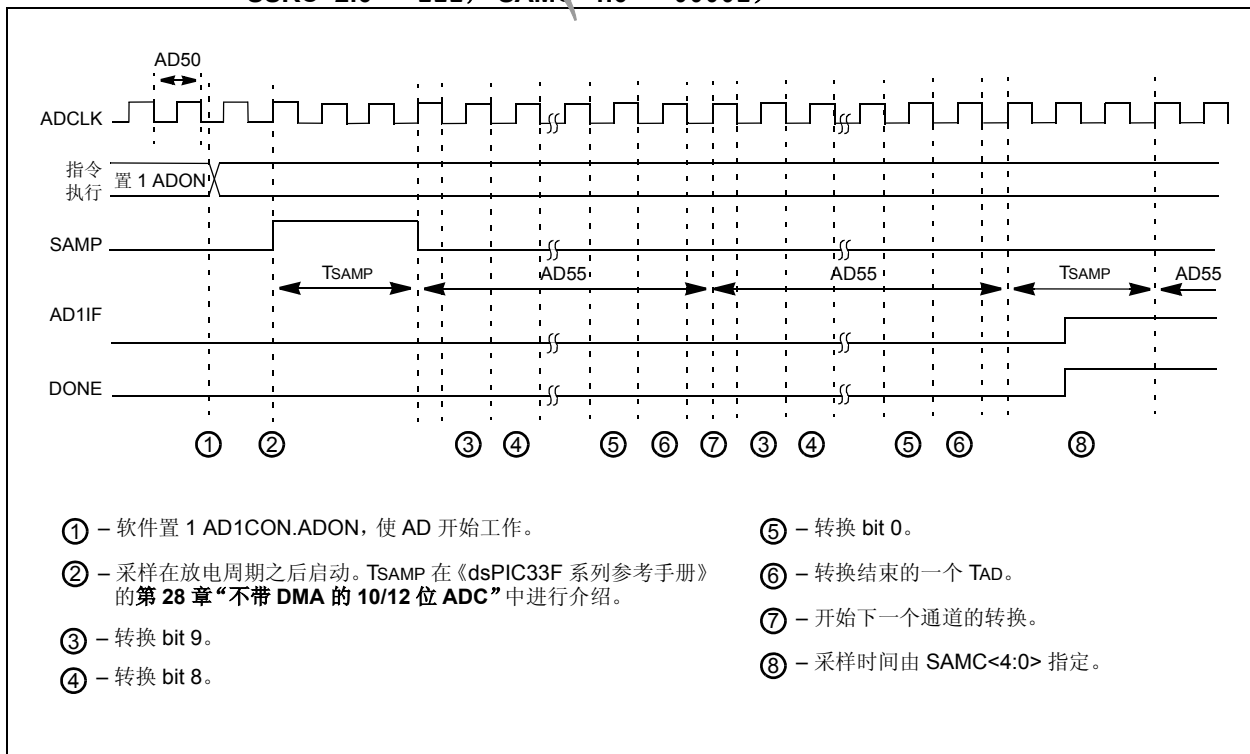 AD50
ADCLK
指令
执行
置 1 ADON
SAMP
TSAMP
AD55
AD55
TSAMP
AD55
AD1IF
DONE
① ② ③ ④ ⑤ ⑥ ⑦ ③ ④ ⑤ ⑥ ⑧
① – 软件置 1 AD1CON.ADON，使 AD 开始工作。
② – 采样在放电周期之后启动。TSAMP 在《dsPIC33F 系列参考手册》
的第 28 章“不带 DMA 的 10/12 位 ADC”中进行介绍。
③ – 转换 bit 9。
④ – 转换 bit 8。
⑤ – 转换 bit 0。
⑥ – 转换结束的一个 TAD。
⑦ – 开始下一个通道的转换。
⑧ – 采样时间由 SAMC<4:0> 指定。